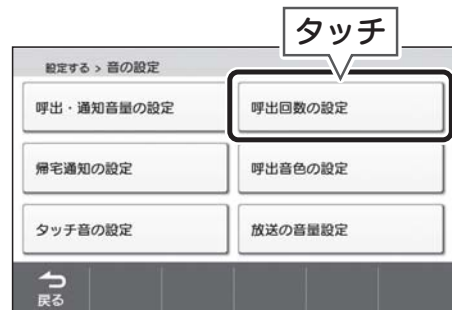 タッチ
設定する > 音の設定
呼出・通知音量の設定
呼出回数の設定
帰宅通知の設定
呼出音色の設定
タッチ音の設定
放送の音量設定
戻る